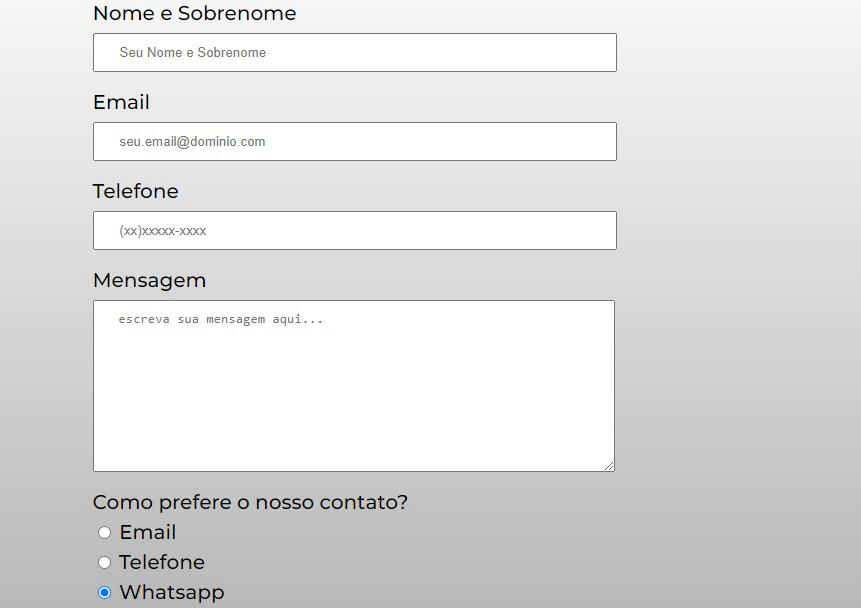 Nome e Sobrenome
Seu Nome e Sobrenome
Email
seu.email@dominio.com
Telefone
(xx)xxxxx-xxxx
Mensagem
escreva sua mensagem aqui...
Como prefere o nosso contato?
Email
Telefone
Whatsapp